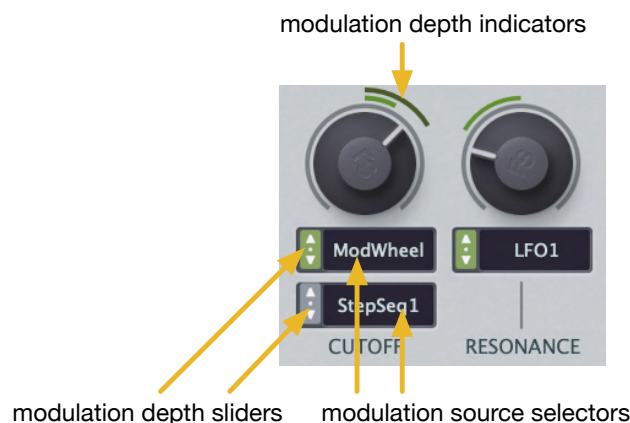 modulation depth indicators
ModWheel
LFO1
StepSeq1
CUTOFF
RESONANCE
modulation depth sliders
modulation source selectors